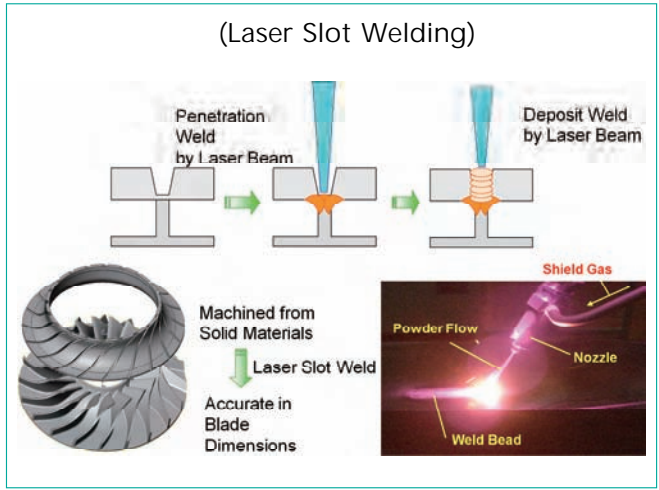 (Laser Slot Welding)
Penetration
Weld
by Laser Beam
Deposit Weld
by Laser Beam
Machined from
Solid Materials
Laser Slot Weld
Accurate in
Blade
Dimensions
Shield Gas
Powder Flow
Nozzle
Weld Bead